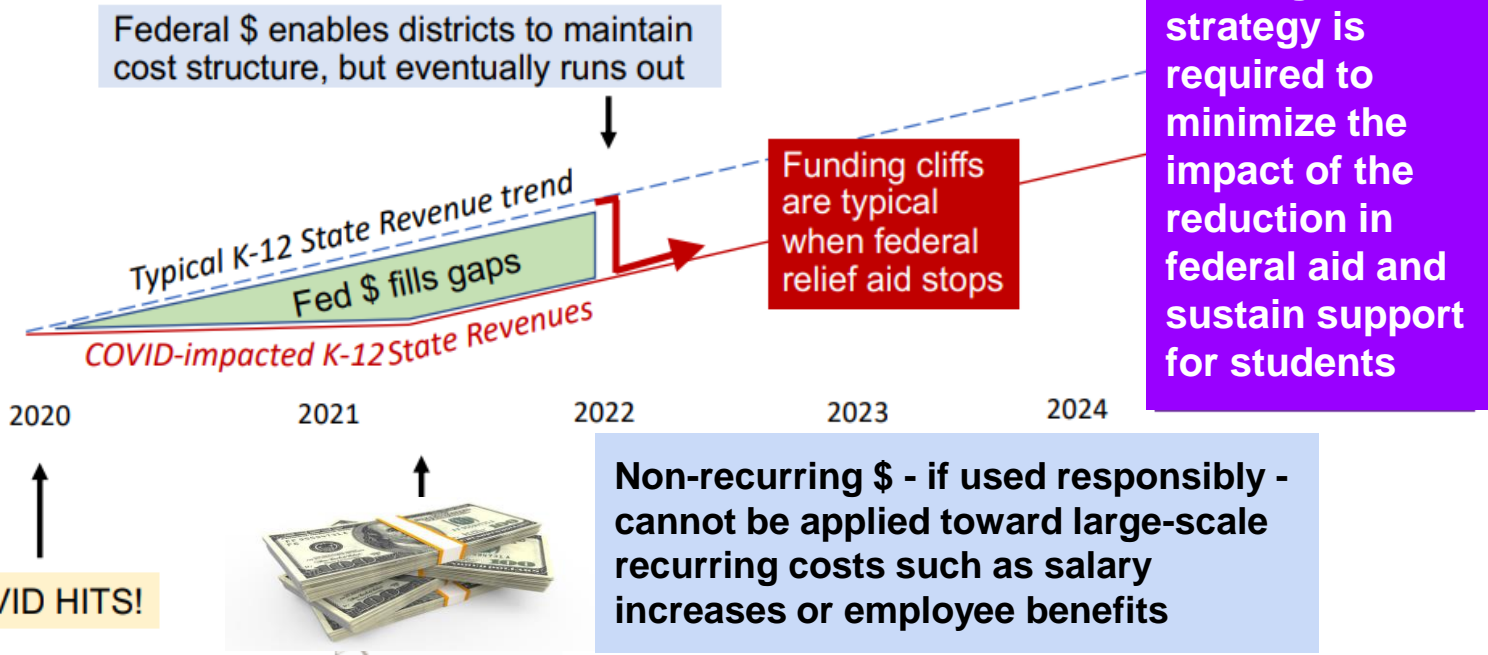 Federal $ enables districts to maintain
cost structure, but eventually runs out
strategy is
required to
minimize the
impact of the
reduction in
federal aid and
sustain support
for students
Typical K-12 State Revenue trend
Fed $ fills gaps
COVID-impacted K-12 State Revenues
Funding cliffs
are typical
when federal
relief aid stops
2020
2021
2022
2023
2024
VID HITS!
Non-recurring $ - if used responsibly -
cannot be applied toward large-scale
recurring costs such as salary
increases or employee benefits